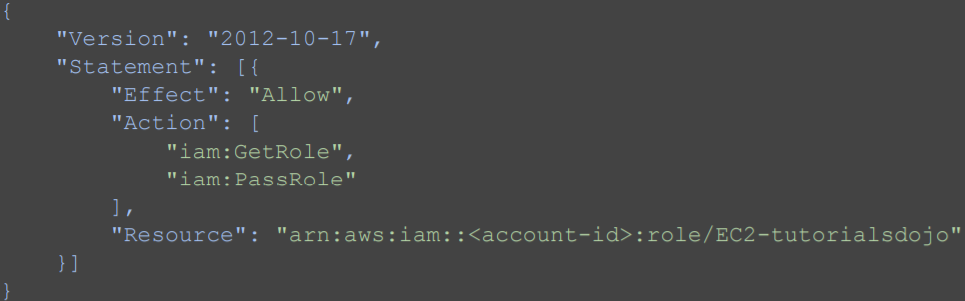 {
    "Version": "2012-10-17",
    "Statement": [{
        "Effect": "Allow",
        "Action": [
            "iam:GetRole",
            "iam:PassRole"
        ],
        "Resource": "arn:aws:iam::<account-id>:role/EC2-tutorialsdojo"
    }]
}